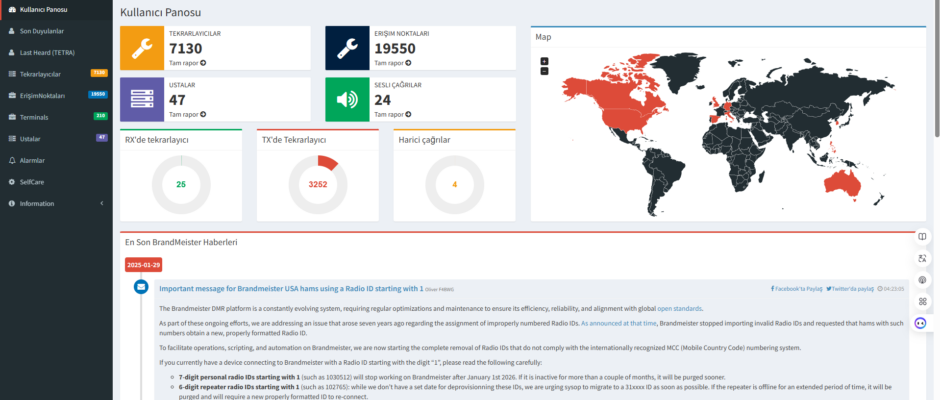 Kullanıcı Panosu
Son Duyulanlar
Last Heard (TETRA)
Tekrarlayıcılar 7130
ErişimNoktaları 19550
Terminals 210
Ustalar 47
Alarmlar
SelfCare
Information
Kullanıcı Panosu
TEKRARLAYICILAR
7130
Tam rapor
ERİŞİM NOKTALARI
19550
Tam rapor
USTALAR
47
Tam rapor
SESLİ ÇAĞRILAR
24
Tam rapor
RX'de tekrarlayıcı
25
TX'de Tekrarlayıcı
3252
Harici çağrılar
4
Map
+
−
En Son BrandMeister Haberleri
2025-01-29
Important message for Brandmeister USA hams using a Radio ID starting with 1
Facebook'ta Paylaş Twitter'da paylaş
The Brandmeister DMR platform is a constantly evolving system, requiring regular optimizations and maintenance to ensure its efficiency, reliability, and alignment with global open standards.
As part of these ongoing efforts, we are addressing an issue that arose seven years ago regarding the assignment of improperly numbered Radio IDs. As announced at that time, Brandmeister stopped importing invalid Radio IDs and requested that hams with such
numbers obtain a new, properly formatted Radio ID.
To facilitate operations, scripting, and automation on Brandmeister, we are now starting the complete removal of Radio IDs that do not comply with the internationally recognized MCC (Mobile Country Code) numbering system.
If you currently have a device connecting to Brandmeister with a Radio ID starting with the digit "1", please read the following carefully:
7-digit personal radio IDs starting with 1 (such as 1030512) will stop working on Brandmeister after January 1st 2026. If it is inactive for more than a couple of months, it will be purged sooner.
6-digit repeater radio IDs starting with 1 (such as 102765): while we don't have a set date for deprovisionning these IDs, we are urging sysop to migrate to a 31xxxx ID as soon as possible. If the repeater is offline for an extended period of time, it will be
purged and will require a new properly formatted ID to re-connect.